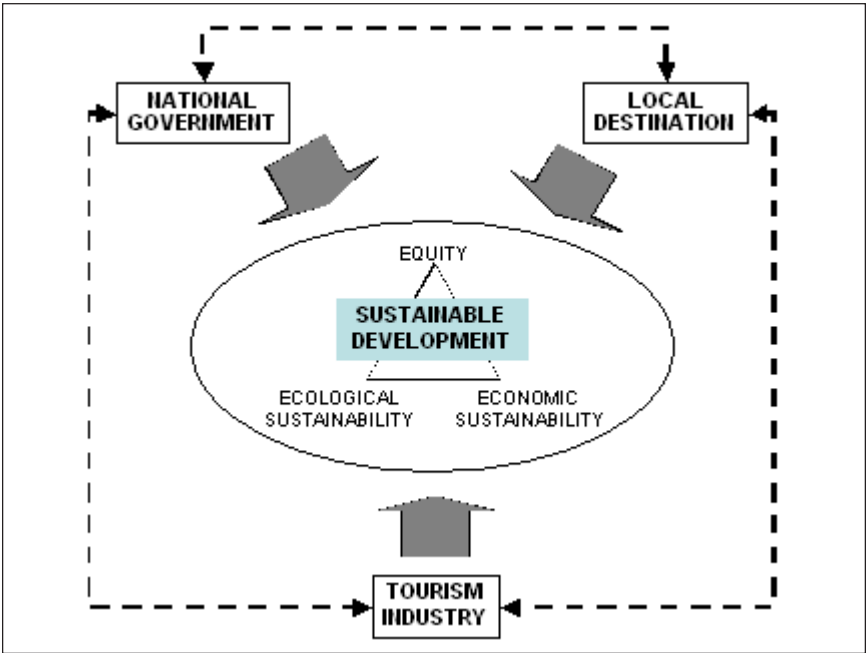 NATIONAL
GOVERNMENT
LOCAL
DESTINATION
EQUITY
SUSTAINABLE
DEVELOPMENT
ECOLOGICAL
SUSTAINABILITY
ECONOMIC
SUSTAINABILITY
TOURISM
INDUSTRY